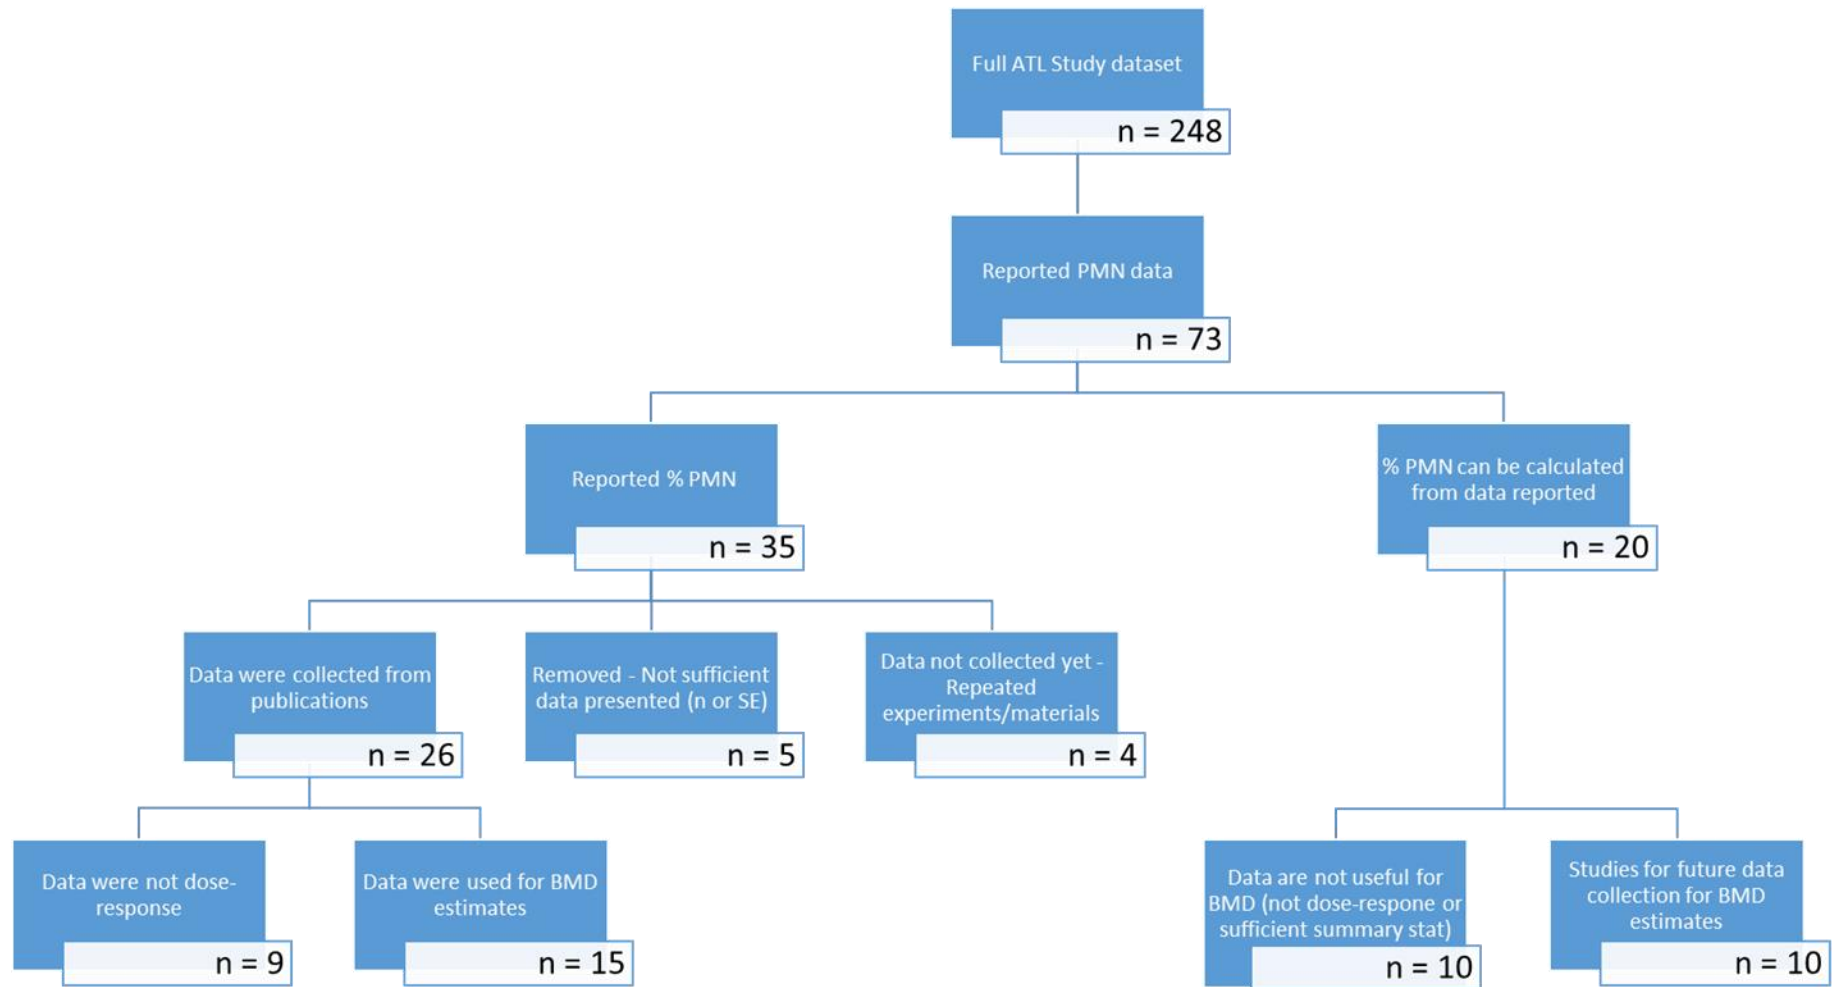 Full ATL Study dataset
n = 248
Reported PMN data
n = 73
Reported % PMN
n = 35
% PMN can be calculated
from data reported
n = 20
Data were collected from
publications
n = 26
Removed - Not sufficient
data presented (n or SE)
n = 5
Data not collected yet -
Repeated
experiments/materials
n = 4
Data were not dose-
response
n = 9
Data were used for BMD
estimates
n = 15
Data are not useful for
BMD (not dose-respone or
sufficient summary stat)
n = 10
Studies for future data
collection for BMD
estimates
n = 10